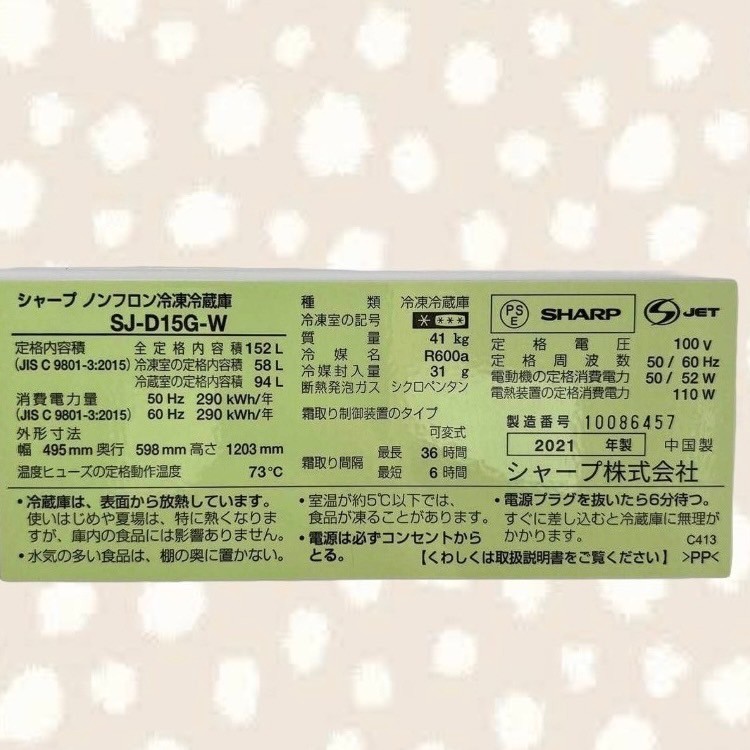 シャープ ノンフロン冷凍冷蔵庫
SJ-D15G-W
定格内容積 全定格内容積 152 L
(JIS C 9801-3:2015) 冷凍室の定格内容積 58 L
冷蔵室の定格内容積 94 L
消費電力量 50 Hz 290 kWh/年
(JIS C 9801-3:2015) 60 Hz 290 kWh/年
外形寸法
幅 495 mm 奥行 598 mm 高さ 1203 mm
温度ヒューズの定格動作温度 73℃
種類 冷凍冷蔵庫
冷凍室の記号 ＊＊＊＊
質量 41 kg
冷媒名 R600a
冷媒封入量 31 g
断熱発泡ガス シクロペンタン
霜取り制御装置のタイプ
可変式
霜取り間隔 最長 36 時間
最短 6 時間
PSE SHARP JET
定格電圧 100 V
定格周波数 50 / 60 Hz
電動機の定格消費電力 50 / 52 W
電熱装置の定格消費電力 110 W
製造番号 10086457
2021 年製 中国製
シャープ株式会社
・冷蔵庫は、表面から放熱しています。
使いはじめや夏場は、特に熱くなりま
すが、庫内の食品には影響ありません。
・水気の多い食品は、棚の奥に置かない。
・室温が約5℃以下では、
食品が凍ることがあります。
・電源は必ずコンセントから
とる。
・電源プラグを抜いたら6分待つ。
すぐに差し込むと冷蔵庫に無理が
かかります。 C413
【くわしくは取扱説明書をご覧ください】 >PP<